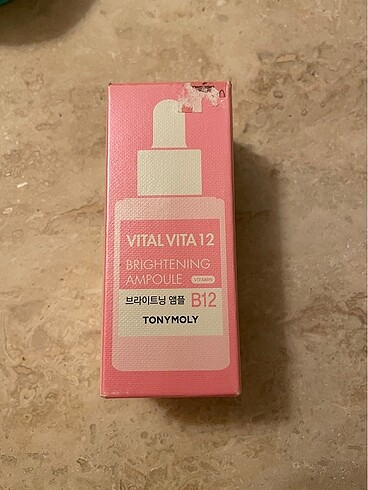 VITAL VITA 12
BRIGHTENING
AMPOULE VITAMIN
브라이트닝 앰플 B12
TONYMOLY